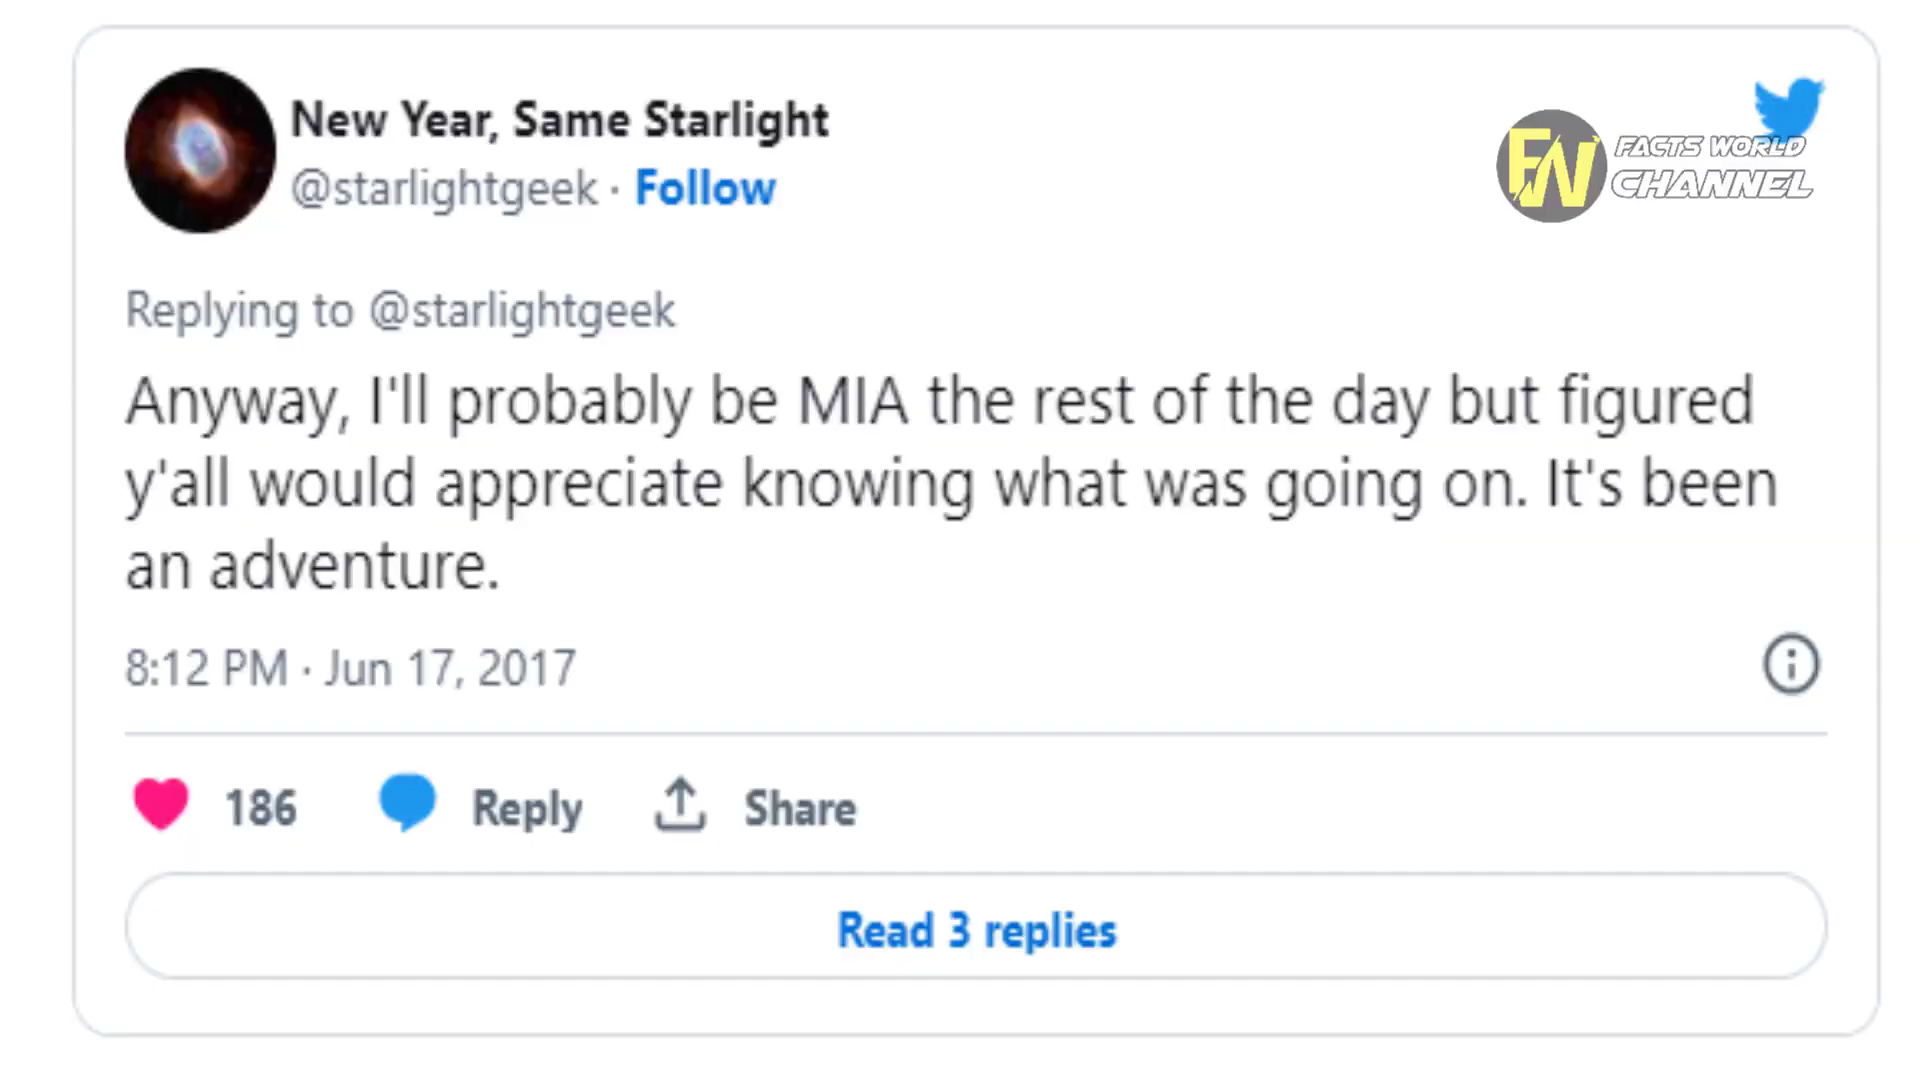 New Year, Same Starlight
@starlightgeek · Follow
FW FACTS WORLD
CHANNEL
Replying to @starlightgeek
Anyway, I'll probably be MIA the rest of the day but figured
y'all would appreciate knowing what was going on. It's been
an adventure.
8:12 PM · Jun 17, 2017
186 Reply Share
Read 3 replies